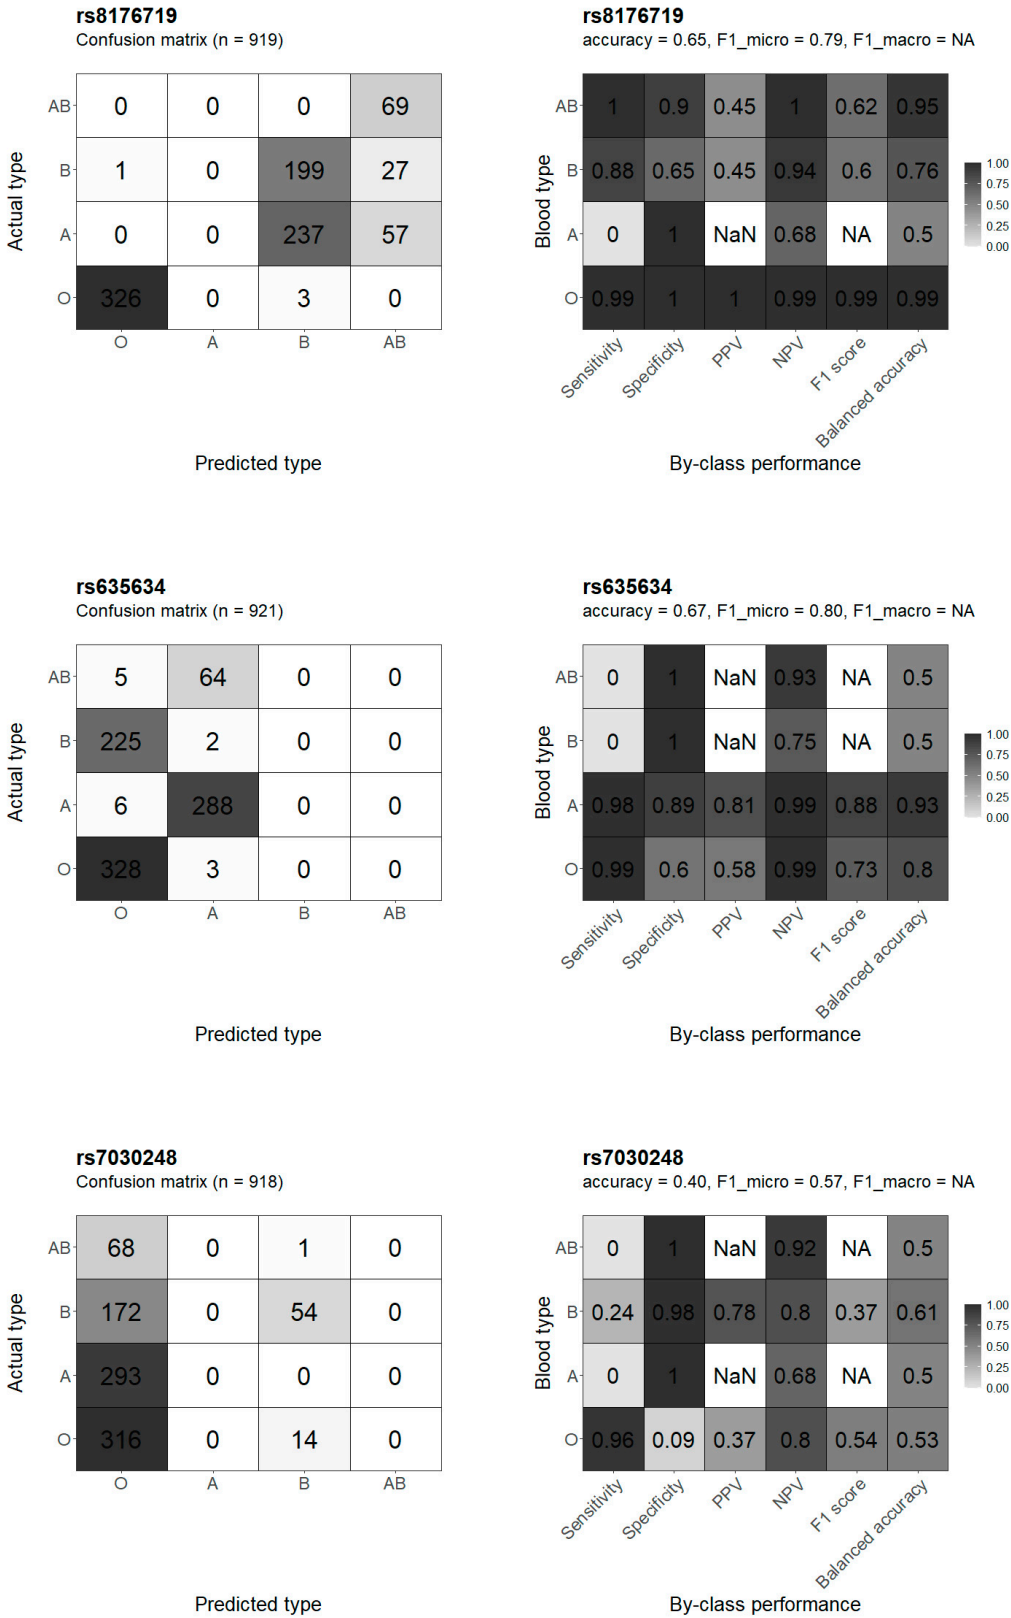 rs8176719
Confusion matrix (n = 919)
Actual type
AB 0 0 0 69
B 1 0 199 27
A 0 0 237 57
O 326 0 3 0
O A B AB
Predicted type
rs8176719
accuracy = 0.65, F1_micro = 0.79, F1_macro = NA
Blood type
AB 1 0.9 0.45 1 0.62 0.95
B 0.88 0.65 0.45 0.94 0.6 0.76
A 0 1 NaN 0.68 NA 0.5
O 0.99 1 1 0.99 0.99 0.99
Sensitivity Specificity PPV NPV F1 score Balanced accuracy
By-class performance
1.00
0.75
0.50
0.25
0.00
rs635634
Confusion matrix (n = 921)
Actual type
AB 5 64 0 0
B 225 2 0 0
A 6 288 0 0
O 328 3 0 0
O A B AB
Predicted type
rs635634
accuracy = 0.67, F1_micro = 0.80, F1_macro = NA
Blood type
AB 0 1 NaN 0.93 NA 0.5
B 0 1 NaN 0.75 NA 0.5
A 0.98 0.89 0.81 0.99 0.88 0.93
O 0.99 0.6 0.58 0.99 0.73 0.8
Sensitivity Specificity PPV NPV F1 score Balanced accuracy
By-class performance
1.00
0.75
0.50
0.25
0.00
rs7030248
Confusion matrix (n = 918)
Actual type
AB 68 0 1 0
B 172 0 54 0
A 293 0 0 0
O 316 0 14 0
O A B AB
Predicted type
rs7030248
accuracy = 0.40, F1_micro = 0.57, F1_macro = NA
Blood type
AB 0 1 NaN 0.92 NA 0.5
B 0.24 0.98 0.78 0.8 0.37 0.61
A 0 1 NaN 0.68 NA 0.5
O 0.96 0.09 0.37 0.8 0.54 0.53
Sensitivity Specificity PPV NPV F1 score Balanced accuracy
By-class performance
1.00
0.75
0.50
0.25
0.00